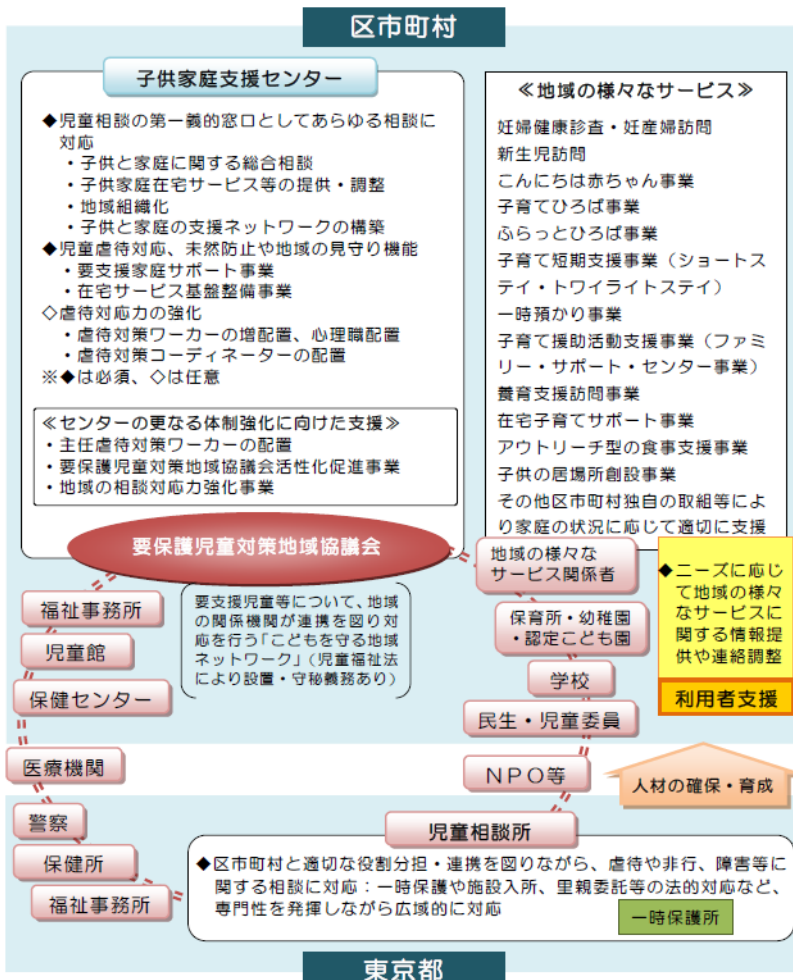 区市町村
子供家庭支援センター
◆児童相談の第一義的窓口としてあらゆる相談に
対応
・子供と家庭に関する総合相談
・子供家庭在宅サービス等の提供・調整
・地域組織化
・子供と家庭の支援ネットワークの構築
◆児童虐待対応、未然防止や地域の見守り機能
・要支援家庭サポート事業
・在宅サービス基盤整備事業
◇虐待対応力の強化
・虐待対策ワーカーの増配置、心理職配置
・虐待対策コーディネーターの配置
※◆は必須、◇は任意
≪センターの更なる体制強化に向けた支援≫
・主任虐待対策ワーカーの配置
・要保護児童対策地域協議会活性化促進事業
・地域の相談対応力強化事業
≪地域の様々なサービス≫
妊婦健康診査・妊産婦訪問
新生児訪問
こんにちは赤ちゃん事業
子育てひろば事業
ふらっとひろば事業
子育て短期支援事業（ショートス
テイ・トワイライトステイ）
一時預かり事業
子育て援助活動支援事業（ファミ
リー・サポート・センター事業）
養育支援訪問事業
在宅子育てサポート事業
アウトリーチ型の食事支援事業
子供の居場所創設事業
その他区市町村独自の取組等によ
り家庭の状況に応じて適切に支援
要保護児童対策地域協議会
要支援児童等について、地域
の関係機関が連携を図り対
応を行う「こどもを守る地域
ネットワーク」（児童福祉法
により設置・守秘義務あり）
福祉事務所
児童館
保健センター
医療機関
警察
保健所
福祉事務所
地域の様々な
サービス関係者
保育所・幼稚園
・認定こども園
学校
民生・児童委員
NPO等
◆ニーズに応じ
て地域の様々
なサービスに
関する情報提
供や連絡調整
利用者支援
人材の確保・育成
児童相談所
◆区市町村と適切な役割分担・連携を図りながら、虐待や非行、障害等に
関する相談に対応：一時保護や施設入所、里親委託等の法的対応など、
専門性を発揮しながら広域的に対応
一時保護所
東京都